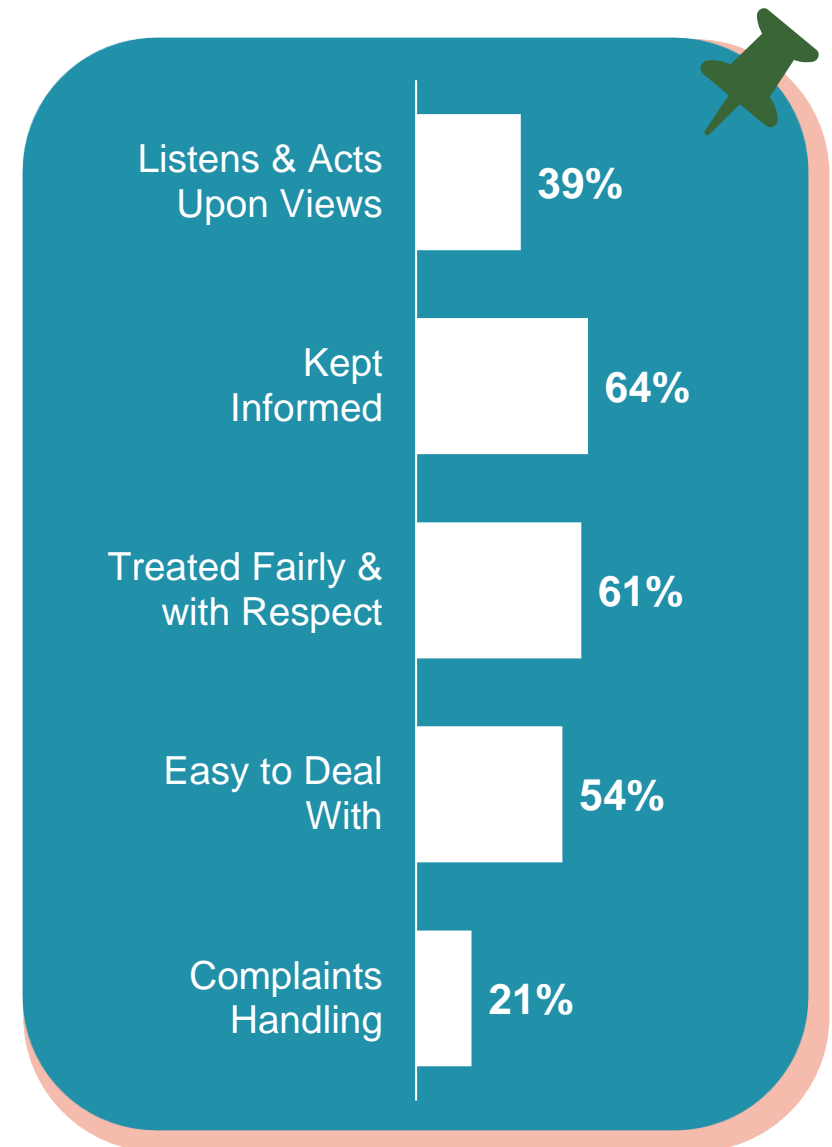 Listens & Acts
Upon Views
39%
Kept
Informed
64%
Treated Fairly &
with Respect
61%
Easy to Deal
With
54%
Complaints
Handling
21%